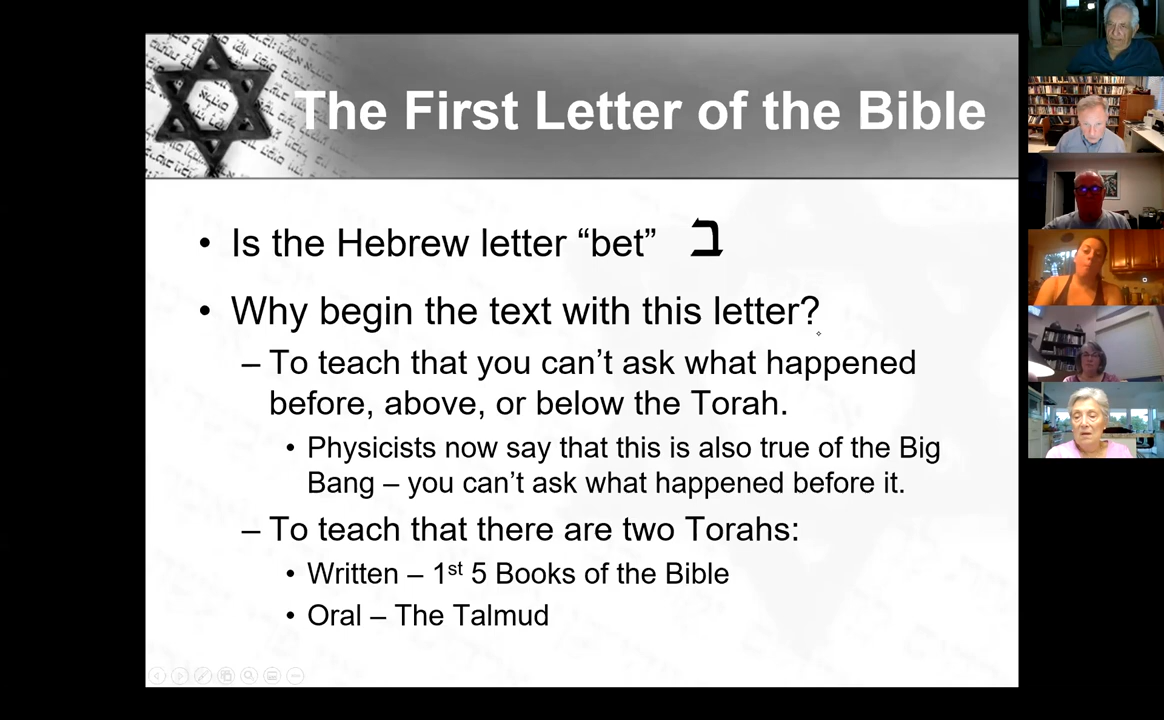 The First Letter of the Bible
• Is the Hebrew letter “bet” ב
• Why begin the text with this letter?
– To teach that you can’t ask what happened
before, above, or below the Torah.
• Physicists now say that this is also true of the Big
Bang – you can’t ask what happened before it.
– To teach that there are two Torahs:
• Written – 1st 5 Books of the Bible
• Oral – The Talmud